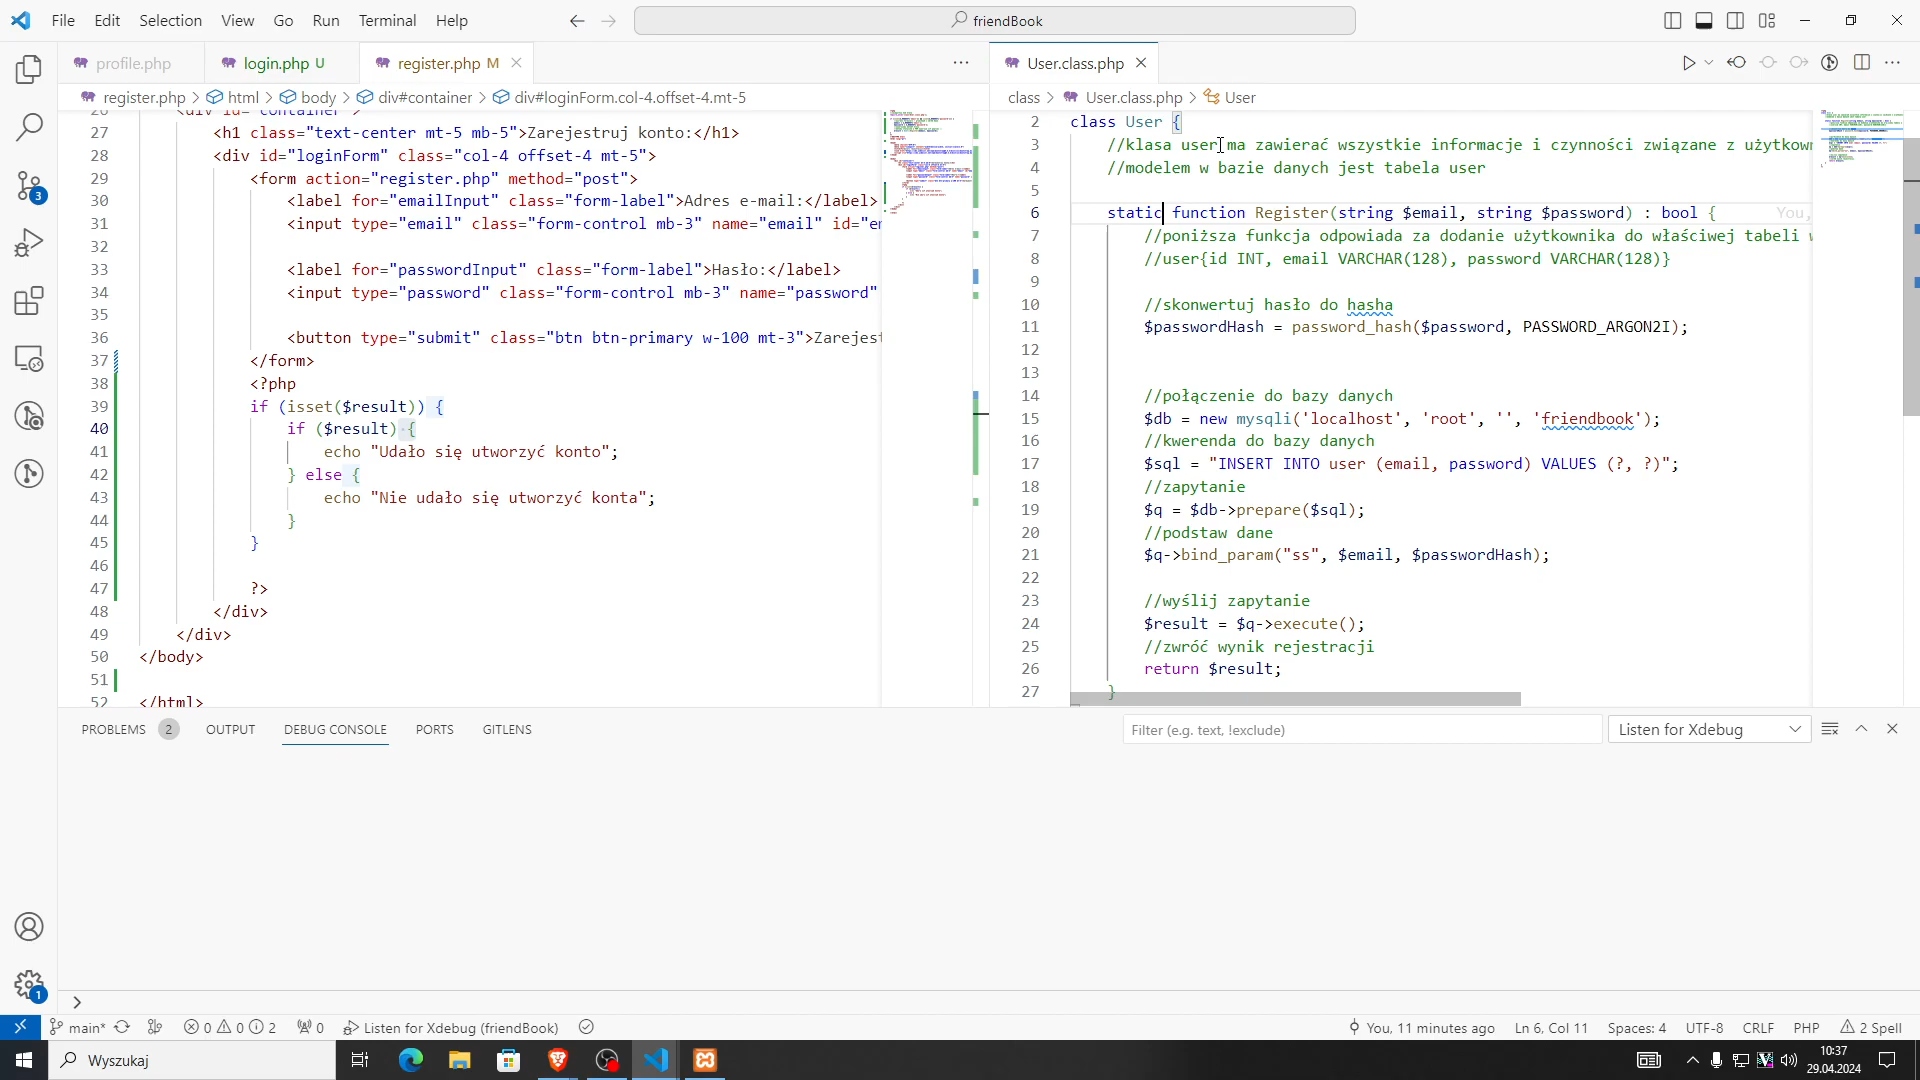 File Edit Selection View Go Run Terminal Help
friendBook
profile.php
login.php U
register.php M
register.php > html > body > div#container > div#loginForm.col-4.offset-4.mt-5
27 <h1 class="text-center mt-5 mb-5">Zarejestruj konto:</h1>
28 <div id="loginForm" class="col-4 offset-4 mt-5">
29 <form action="register.php" method="post">
30 <label for="emailInput" class="form-label">Adres e-mail:</label>
31 <input type="email" class="form-control mb-3" name="email" id="em
32
33 <label for="passwordInput" class="form-label">Hasło:</label>
34 <input type="password" class="form-control mb-3" name="password"
35
36 <button type="submit" class="btn btn-primary w-100 mt-3">Zarejest
37 </form>
38 <?php
39 if (isset($result)) {
40 if ($result) {
41 echo "Udało się utworzyć konto";
42 } else {
43 echo "Nie udało się utworzyć konta";
44 }
45 }
46
47 ?>
48 </div>
49 </div>
50 </body>
51
52 </html>
User.class.php
class > User.class.php > User
2 class User {
3 //klasa user ma zawierać wszystkie informacje i czynności związane z użytkown
4 //modelem w bazie danych jest tabela user
5
6 static function Register(string $email, string $password) : bool { You,
7 //poniższa funkcja odpowiada za dodanie użytkownika do właściwej tabeli w
8 //user{id INT, email VARCHAR(128), password VARCHAR(128)}
9
10 //skonwertuj hasło do hasha
11 $passwordHash = password_hash($password, PASSWORD_ARGON2I);
12
13
14 //połączenie do bazy danych
15 $db = new mysqli('localhost', 'root', '', 'friendbook');
16 //kwerenda do bazy danych
17 $sql = "INSERT INTO user (email, password) VALUES (?, ?)";
18 //zapytanie
19 $q = $db->prepare($sql);
20 //podstaw dane
21 $q->bind_param("ss", $email, $passwordHash);
22
23 //wyślij zapytanie
24 $result = $q->execute();
25 //zwróć wynik rejestracji
26 return $result;
27 }
3
1
PROBLEMS 2 OUTPUT DEBUG CONSOLE PORTS GITLENS
Filter (e.g. text, !exclude)
Listen for Xdebug
main* 0 0 2 0 Listen for Xdebug (friendBook)
You, 11 minutes ago Ln 6, Col 11 Spaces: 4 UTF-8 CRLF PHP 2 Spell
Wyszukaj
10:37
29.04.2024